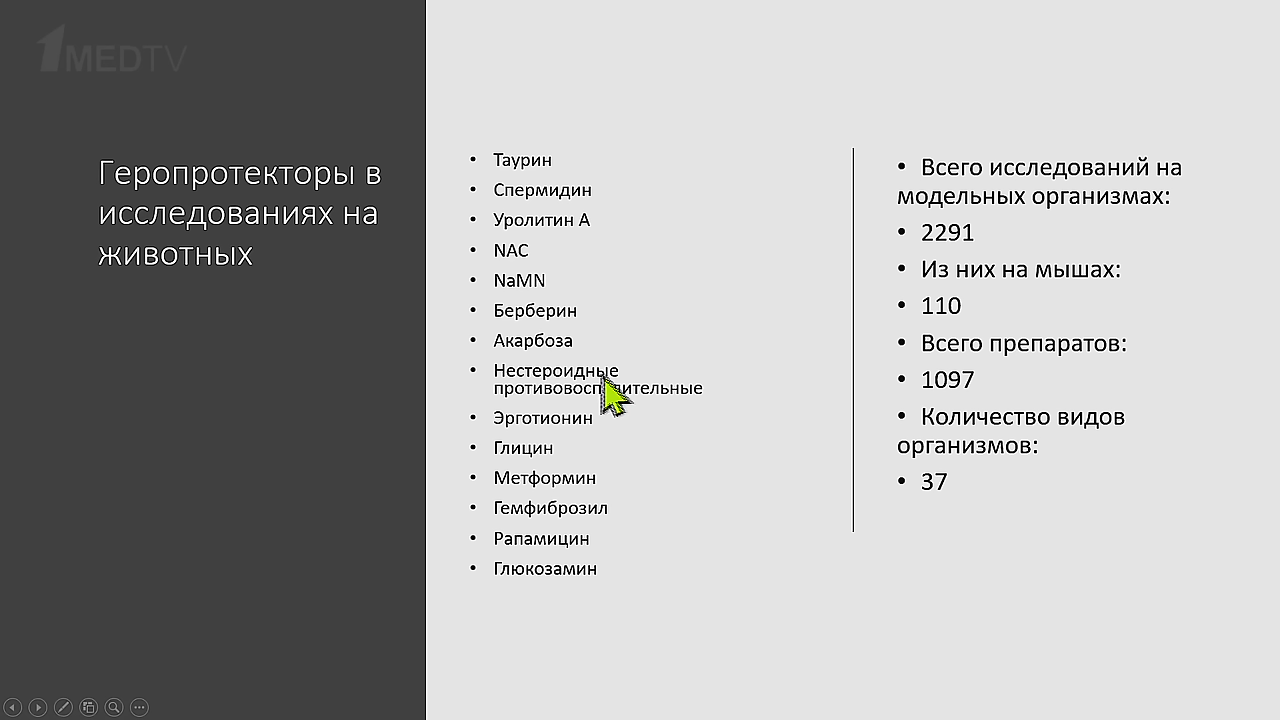 1MEDTV
Геропротекторы в
исследованиях на
животных
• Таурин
• Спермидин
• Уролитин А
• NAC
• NaMN
• Берберин
• Акарбоза
• Нестероидные
противовоспалительные
• Эрготионин
• Глицин
• Метформин
• Гемфиброзил
• Рапамицин
• Глюкозамин
• Всего исследований на
модельных организмах:
• 2291
• Из них на мышах:
• 110
• Всего препаратов:
• 1097
• Количество видов
организмов:
• 37